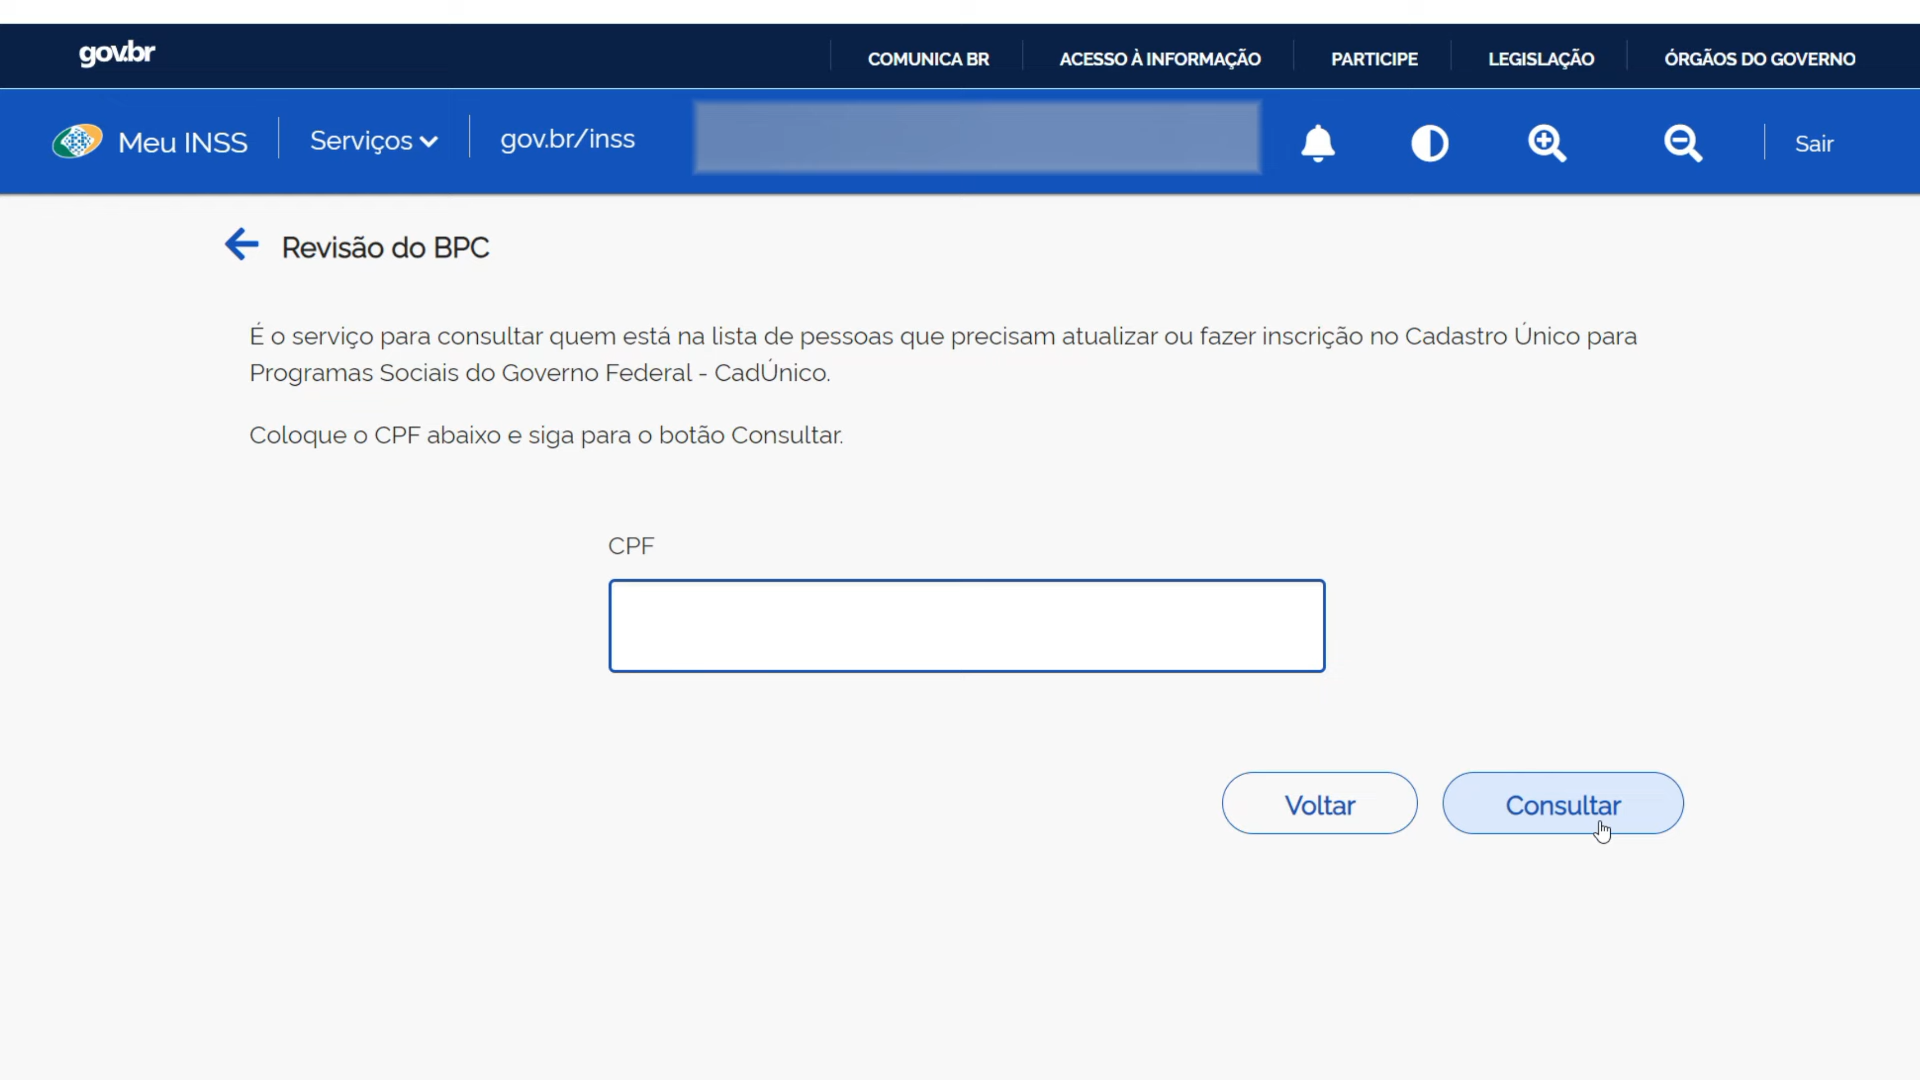 gov.br
COMUNICA BR
ACESSO À INFORMAÇÃO
PARTICIPE
LEGISLAÇÃO
ÓRGÃOS DO GOVERNO
Meu INSS
Serviços
gov.br/inss
Sair
Revisão do BPC
É o serviço para consultar quem está na lista de pessoas que precisam atualizar ou fazer inscrição no Cadastro Único para
Programas Sociais do Governo Federal - CadÚnico.
Coloque o CPF abaixo e siga para o botão Consultar.
CPF
Voltar
Consultar